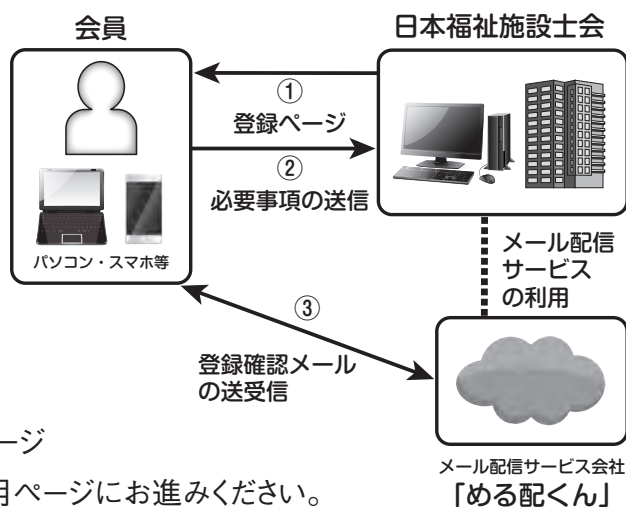 会員
日本福祉施設士会
①
登録ページ
②
必要事項の送信
パソコン・スマホ等
メール配信
サービス
の利用
③
登録確認メール
の送受信
メール配信サービス会社
「める配くん」
ージ
ページにお進みください。